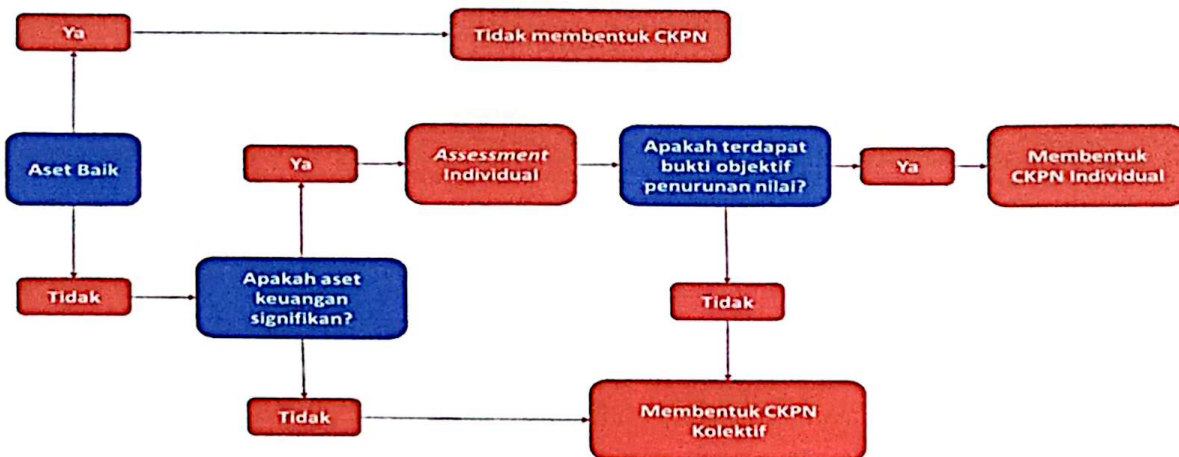 Ya
Tidak membentuk CKPN
Aset Baik
Tidak
Apakah aset
keuangan
signifikan?
Ya
Assessment
Individual
Apakah terdapat
bukti objektif
penurunan nilai?
Ya
Membentuk
CKPN Individual
Tidak
Tidak
Membentuk CKPN
Kolektif